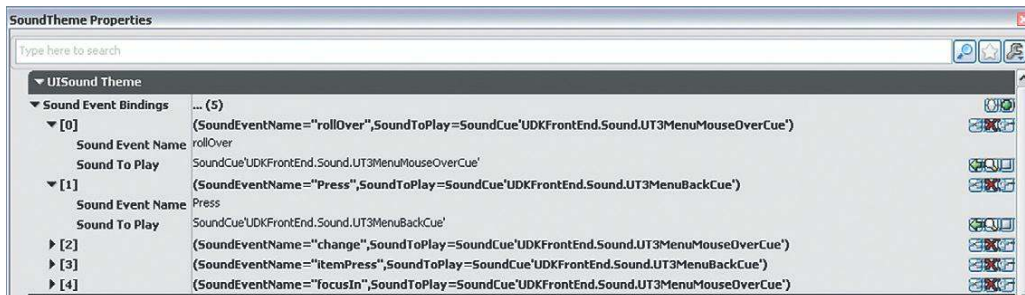 SoundTheme Properties
Type here to search
UISound Theme
Sound Event Bindings ... (5)
[0] (SoundEventName="rollOver",SoundToPlay=SoundCue'UDKFrontEnd.Sound.UT3MenuMouseOverCue')
Sound Event Name rollOver
Sound To Play SoundCue'UDKFrontEnd.Sound.UT3MenuMouseOverCue'
[1] (SoundEventName="Press",SoundToPlay=SoundCue'UDKFrontEnd.Sound.UT3MenuBackCue')
Sound Event Name Press
Sound To Play SoundCue'UDKFrontEnd.Sound.UT3MenuBackCue'
[2] (SoundEventName="change",SoundToPlay=SoundCue'UDKFrontEnd.Sound.UT3MenuMouseOverCue')
[3] (SoundEventName="itemPress",SoundToPlay=SoundCue'UDKFrontEnd.Sound.UT3MenuBackCue')
[4] (SoundEventName="focusIn",SoundToPlay=SoundCue'UDKFrontEnd.Sound.UT3MenuMouseOverCue')